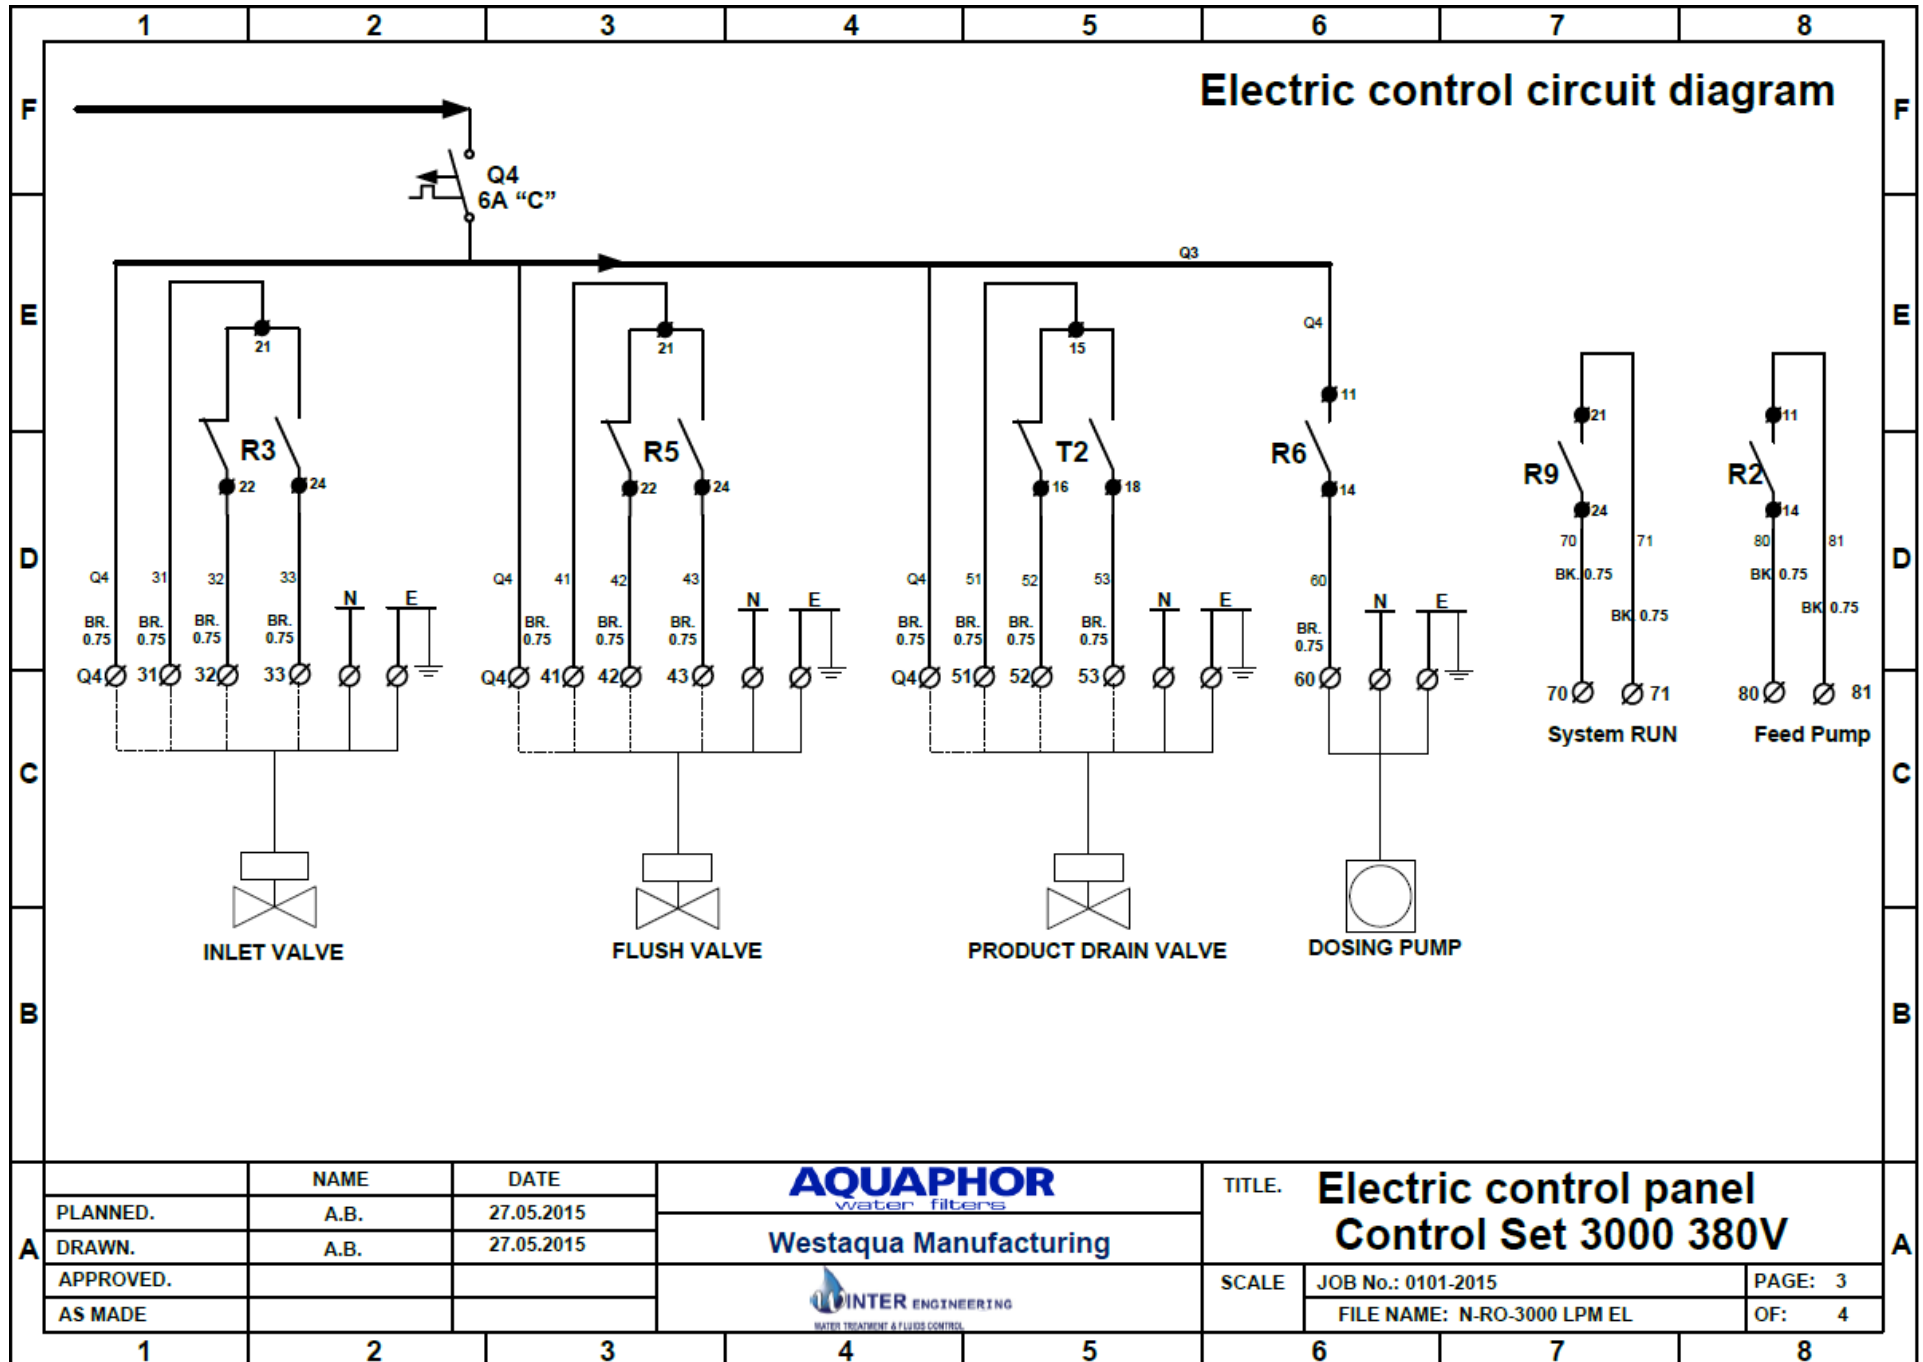 1 2 3 4 5 6 7 8
Electric control circuit diagram
F F
Q4
6A “C”
Q3
E E
Q4
21 21 15 11
21 11
R3 R5 T2 R6 R9 R2
22 24 22 24 16 18 14
24 14
D D
70 71 80 81
Q4 31 32 33 Q4 41 42 43 Q4 51 52 53 60
BK. 0.75 BK 0.75
N E N E N E N E
BR. 0.75 BR. 0.75 BR. 0.75 BR. 0.75
BR. 0.75 BR. 0.75 BR. 0.75
BR. 0.75 BR. 0.75 BR. 0.75 BR. 0.75
BR. 0.75
BK 0.75 BK 0.75
Q4 31 32 33 Q4 41 42 43 Q4 51 52 53 60
70 71 80 81
System RUN Feed Pump
C C
INLET VALVE FLUSH VALVE PRODUCT DRAIN VALVE DOSING PUMP
B B
NAME DATE
PLANNED. A.B. 27.05.2015
DRAWN. A.B. 27.05.2015
APPROVED.
AS MADE
AQUAPHOR
water filters
Westaqua Manufacturing
WINTER ENGINEERING
WATER TREATMENT & FLUIDS CONTROL
TITLE. Electric control panel
Control Set 3000 380V
A A
SCALE JOB No.: 0101-2015 PAGE: 3
FILE NAME: N-RO-3000 LPM EL OF: 4
1 2 3 4 5 6 7 8